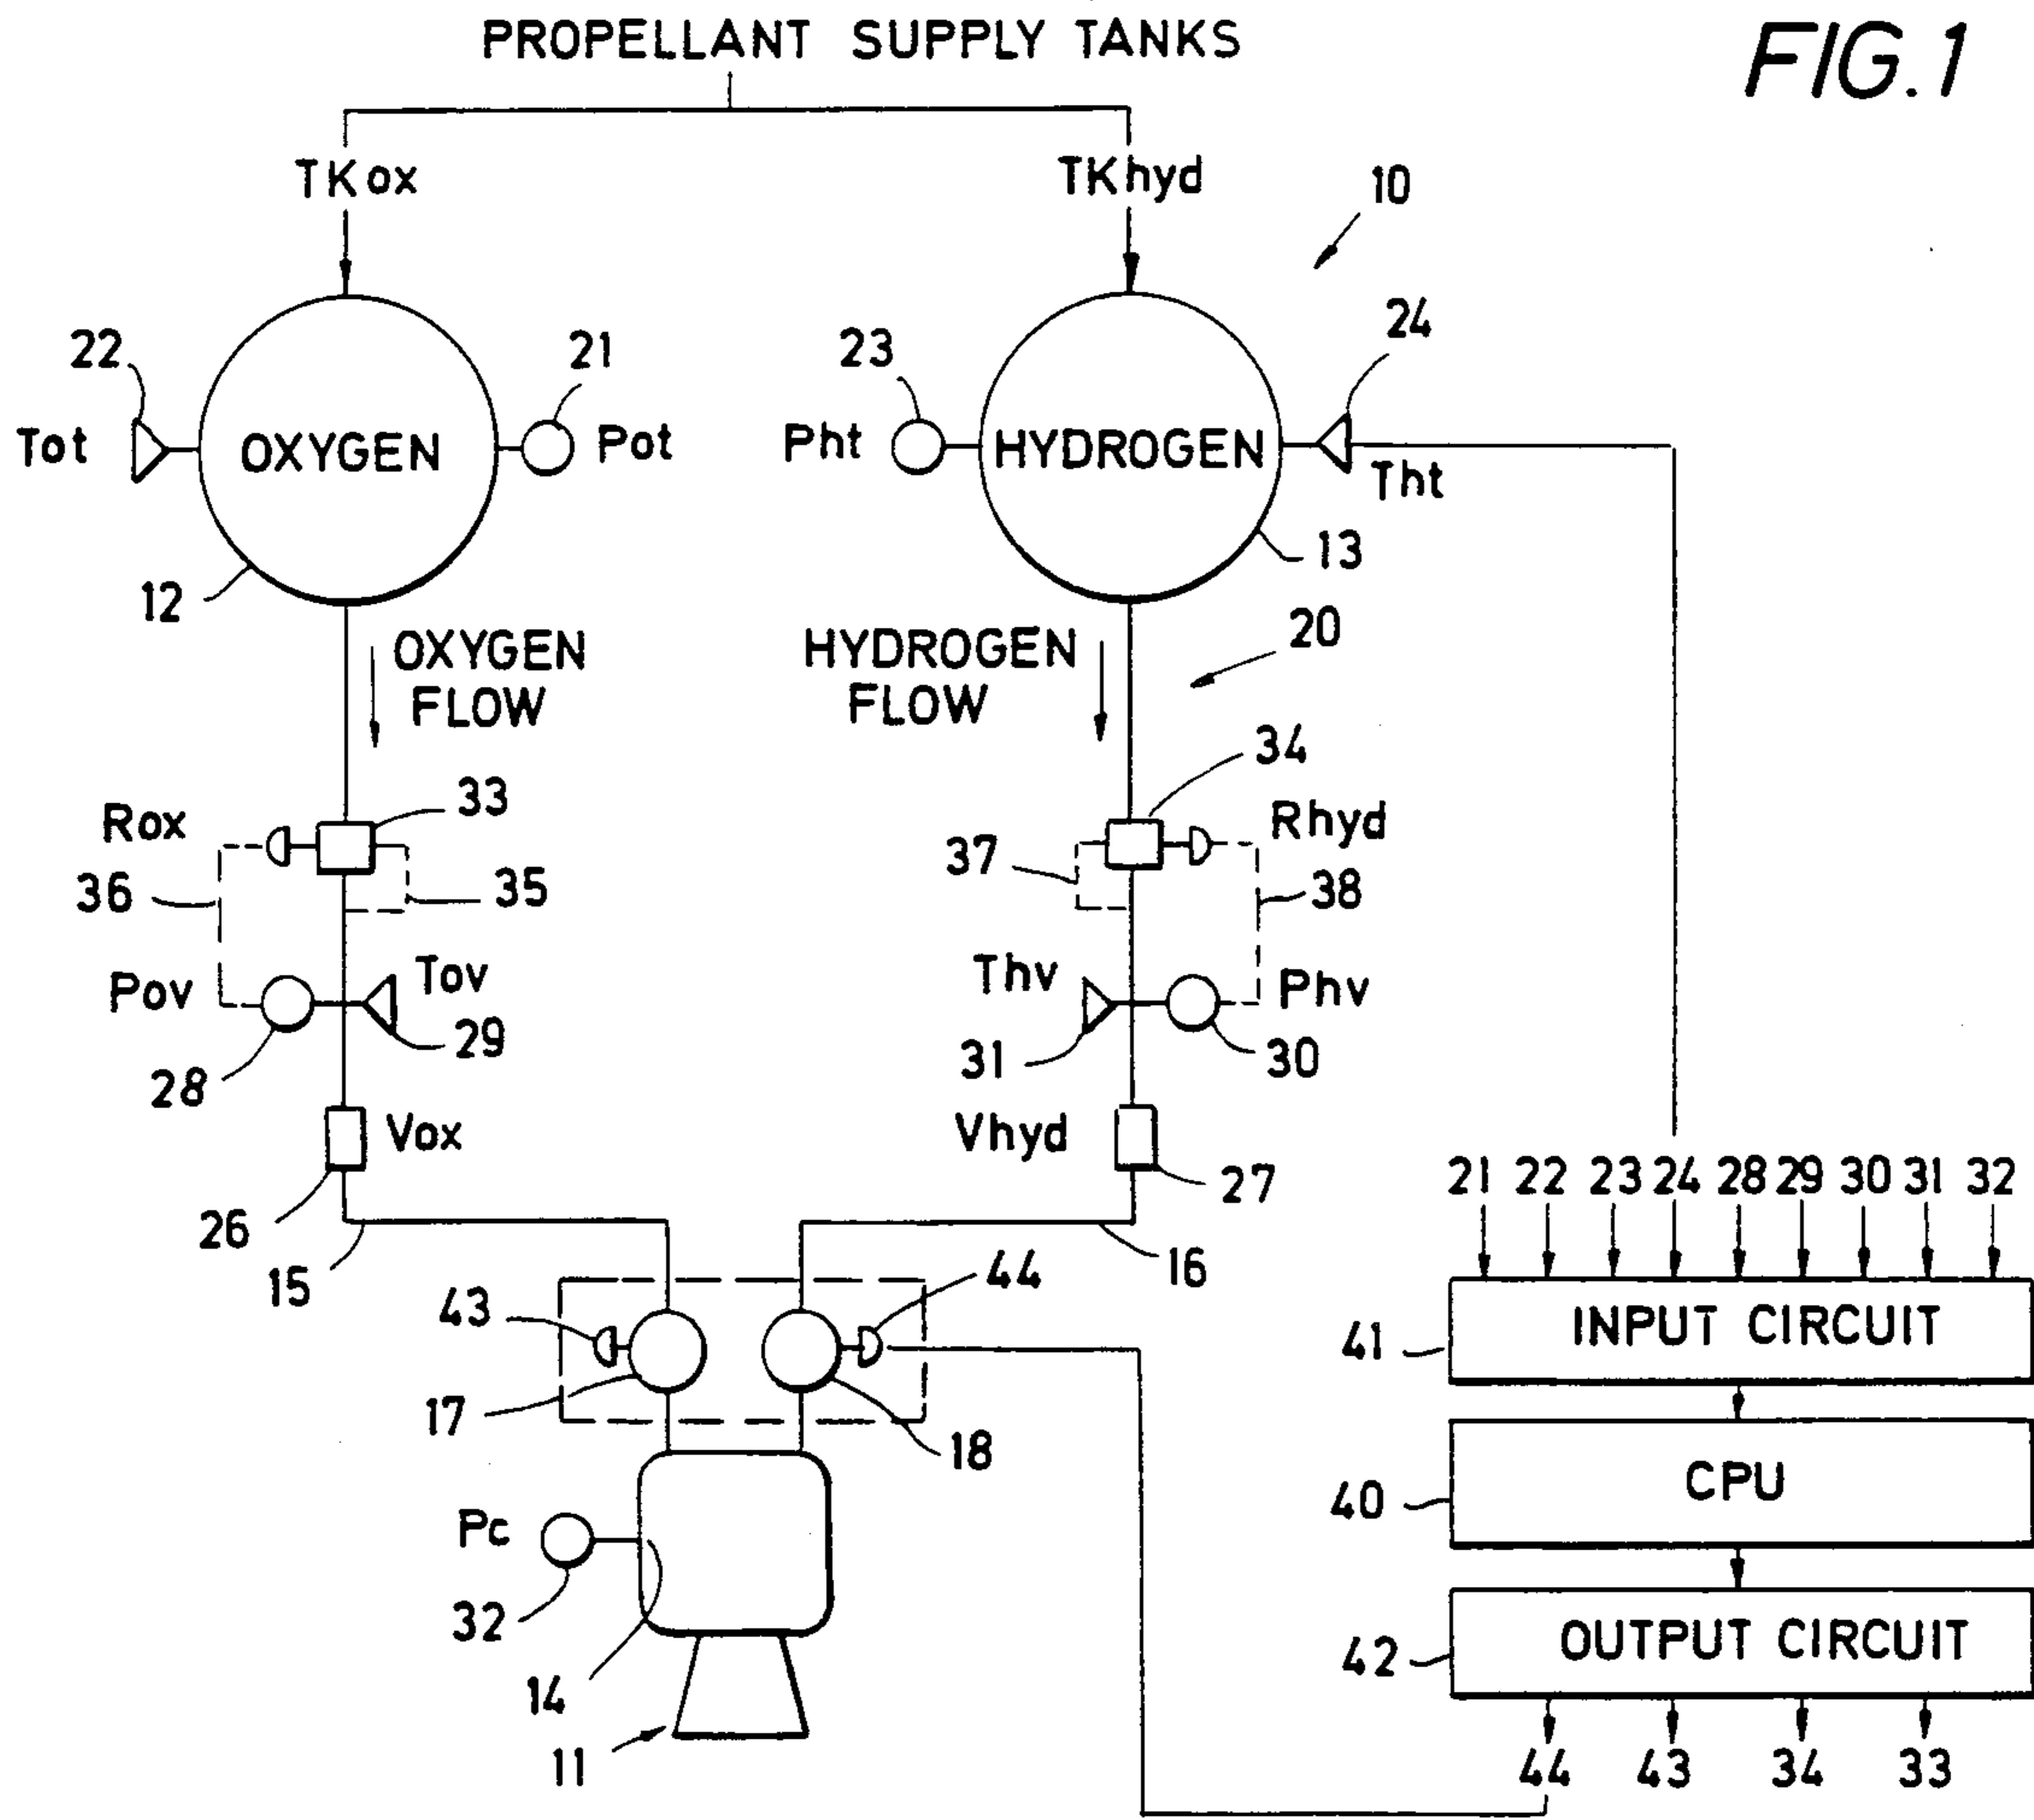 PROPELLANT SUPPLY TANKS
FIG.1
TKox
TKhyd
10
22
21
23
24
Tot
OXYGEN
Pot
Pht
HYDROGEN
Tht
12
13
OXYGEN
FLOW
HYDROGEN
FLOW
20
34
Rox
33
Rhyd
36
35
37
38
Pov
Tov
Thv
Phv
28
29
31
30
Vox
Vhyd
26
27
21 22 23 24 28 29 30 31 32
15
16
43
44
INPUT CIRCUIT
41
17
18
CPU
40
Pc
32
OUTPUT CIRCUIT
42
14
11
44 43 34 33